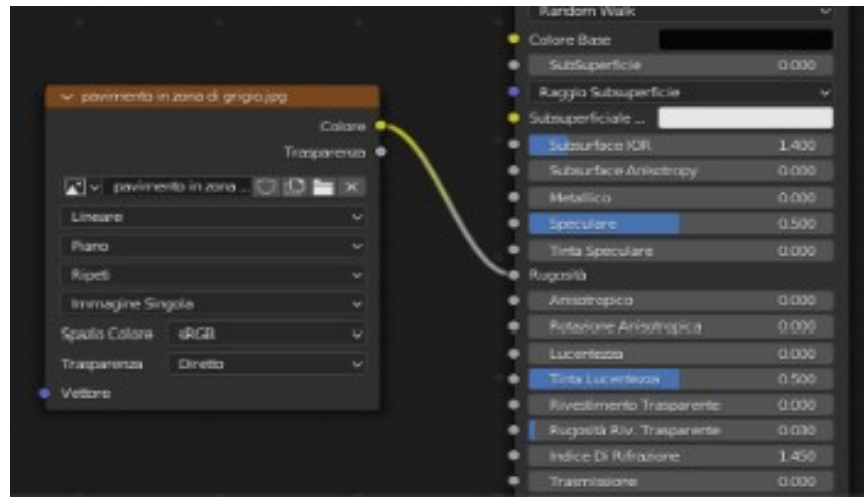 pavimento in zona di grigio.jpg
Colore
Trasparenza
pavimento in zona ...
Lineare
Piano
Ripeti
Immagine Singola
Spazio Colore sRGB
Trasparenza Diretto
Vettore
Random Walk
Colore Base
SubSuperficie 0.000
Raggio Subsuperficie
Subsuperficiale ...
Subsurface IOR 1.400
Subsurface Anisotropy 0.000
Metallico 0.000
Speculare 0.500
Tinta Speculare 0.000
Rugosità
Anisotropico 0.000
Rotazione Anisotropica 0.000
Lucentezza 0.000
Tinta Lucentezza 0.500
Rivestimento Trasparente 0.000
Rugosità Riv. Trasparente 0.030
Indice Di Rifrazione 1.450
Trasmissione 0.000